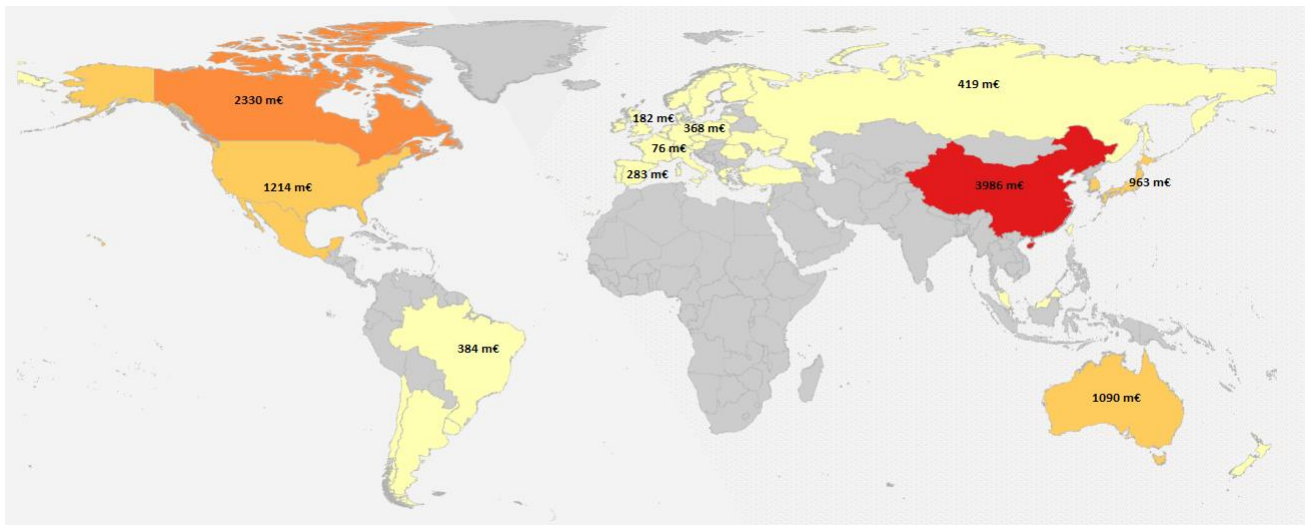 2330 m€
419 m€
182 m€
368 m€
76 m€
283 m€
1214 m€
3986 m€
963 m€
384 m€
1090 m€